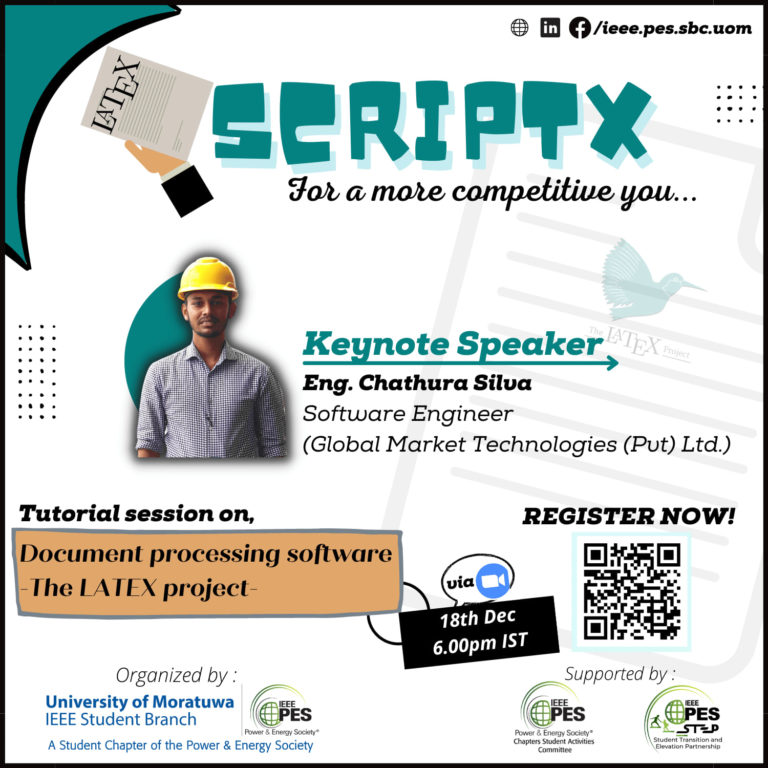 /ieee.pes.sbc.uom
LATEX
SCRIPTX
For a more competitive you...
The LATEX Project
Keynote Speaker
Eng. Chathura Silva
Software Engineer
(Global Market Technologies (Pvt) Ltd.)
Tutorial session on,
Document processing software
-The LATEX project-
REGISTER NOW!
via
18th Dec
6.00pm IST
Organized by :
University of Moratuwa
IEEE Student Branch
IEEE
PES
Power & Energy Society®
A Student Chapter of the Power & Energy Society
Supported by :
IEEE
PES
Power & Energy Society®
Chapters Student Activities
Committee
IEEE
PES
STEP
Student Transition and
Elevation Partnership